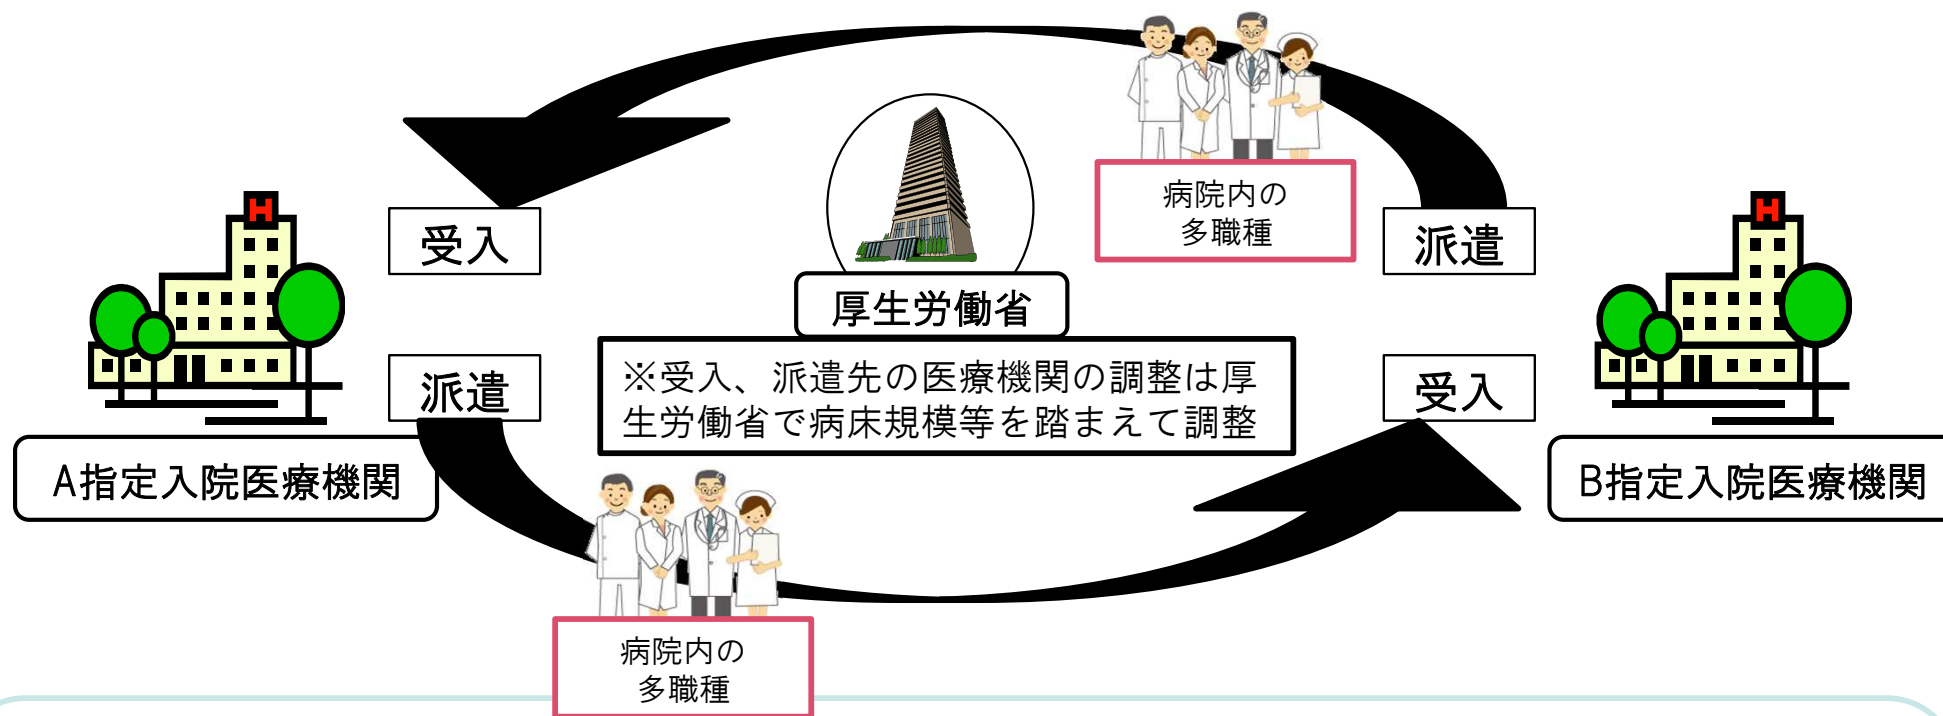 病院内の
多職種
受入
派遣
厚生労働省
※受入、派遣先の医療機関の調整は厚
生労働省で病床規模等を踏まえて調整
派遣
受入
A指定入院医療機関
B指定入院医療機関
病院内の
多職種
H
H